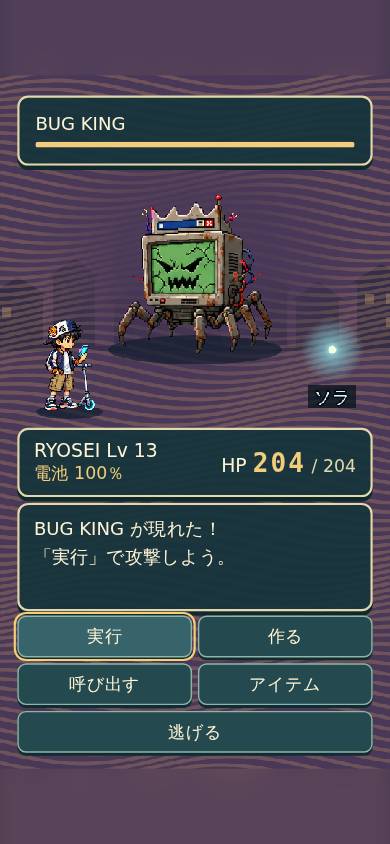 BUG KING
ソラ
RYOSEI Lv 13
電池 100％
HP 204 / 204
BUG KING が現れた！
「実行」で攻撃しよう。
実行
作る
呼び出す
アイテム
逃げる